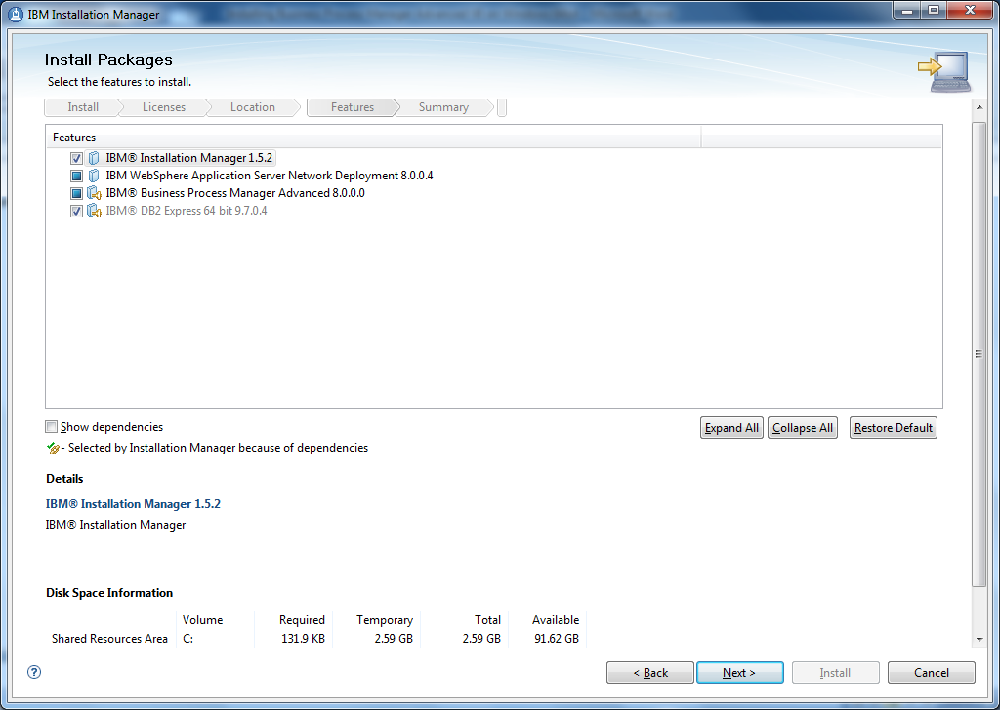 IBM Installation Manager
Install Packages
Select the features to install.
Install Licenses Location Features Summary
Features
IBM® Installation Manager 1.5.2
IBM WebSphere Application Server Network Deployment 8.0.0.4
IBM® Business Process Manager Advanced 8.0.0.0
IBM® DB2 Express 64 bit 9.7.0.4
Show dependencies Expand All Collapse All Restore Default
- Selected by Installation Manager because of dependencies
Details
IBM® Installation Manager 1.5.2
IBM® Installation Manager
Disk Space Information
Volume Required Temporary Total Available
Shared Resources Area C: 131.9 KB 2.59 GB 2.59 GB 91.62 GB
? < Back Next > Install Cancel